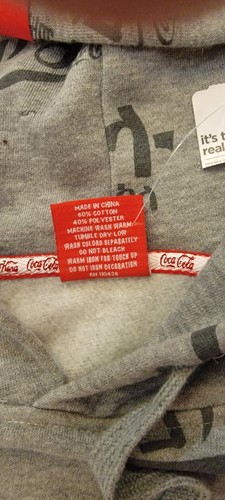 it's t
real
MADE IN CHINA
60% COTTON
40% POLYESTER
MACHINE WASH WARM
TUMBLE DRY LOW
WASH COLORS SEPARATELY
DO NOT BLEACH
WARM IRON FOR TOUCH UP
DO NOT IRON DECORATION
Coca-Cola
Coca-Cola